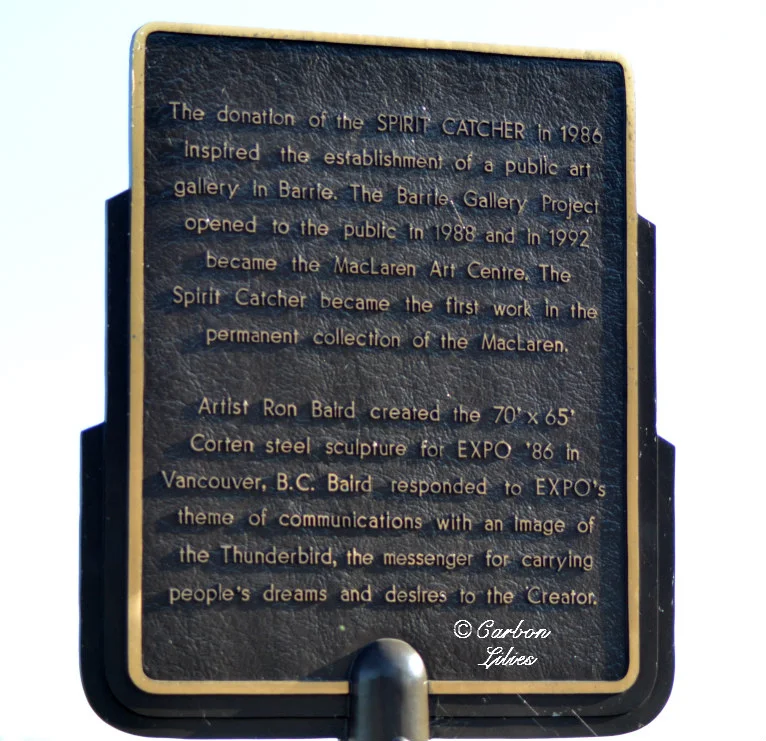 The donation of the SPIRIT CATCHER in 1986
inspired the establishment of a public art
gallery in Barrie. The Barrie Gallery Project
opened to the public in 1988 and in 1992
became the MacLaren Art Centre. The
Spirit Catcher became the first work in the
permanent collection of the MacLaren.
Artist Ron Baird created the 70' x 65'
Corten steel sculpture for EXPO '86 in
Vancouver, B.C. Baird responded to EXPO's
theme of communications with an image of
the Thunderbird, the messenger for carrying
people's dreams and desires to the Creator.
© Carbon
Lilies